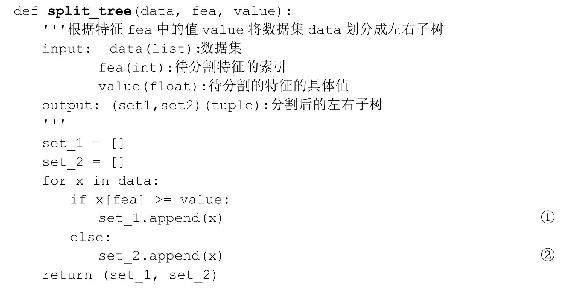 def split_tree(data, fea, value):
'''根据特征 fea 中的值 value 将数据集 data 划分成左右子树
input:  data(list):数据集
fea(int):待分割特征的索引
value(float):待分割的特征的具体值
output: (set1,set2)(tuple):分割后的左右子树
'''
set_1 = []
set_2 = []
for x in data:
if x[fea] >= value:
set_1.append(x) ①
else:
set_2.append(x) ②
return (set_1, set_2)